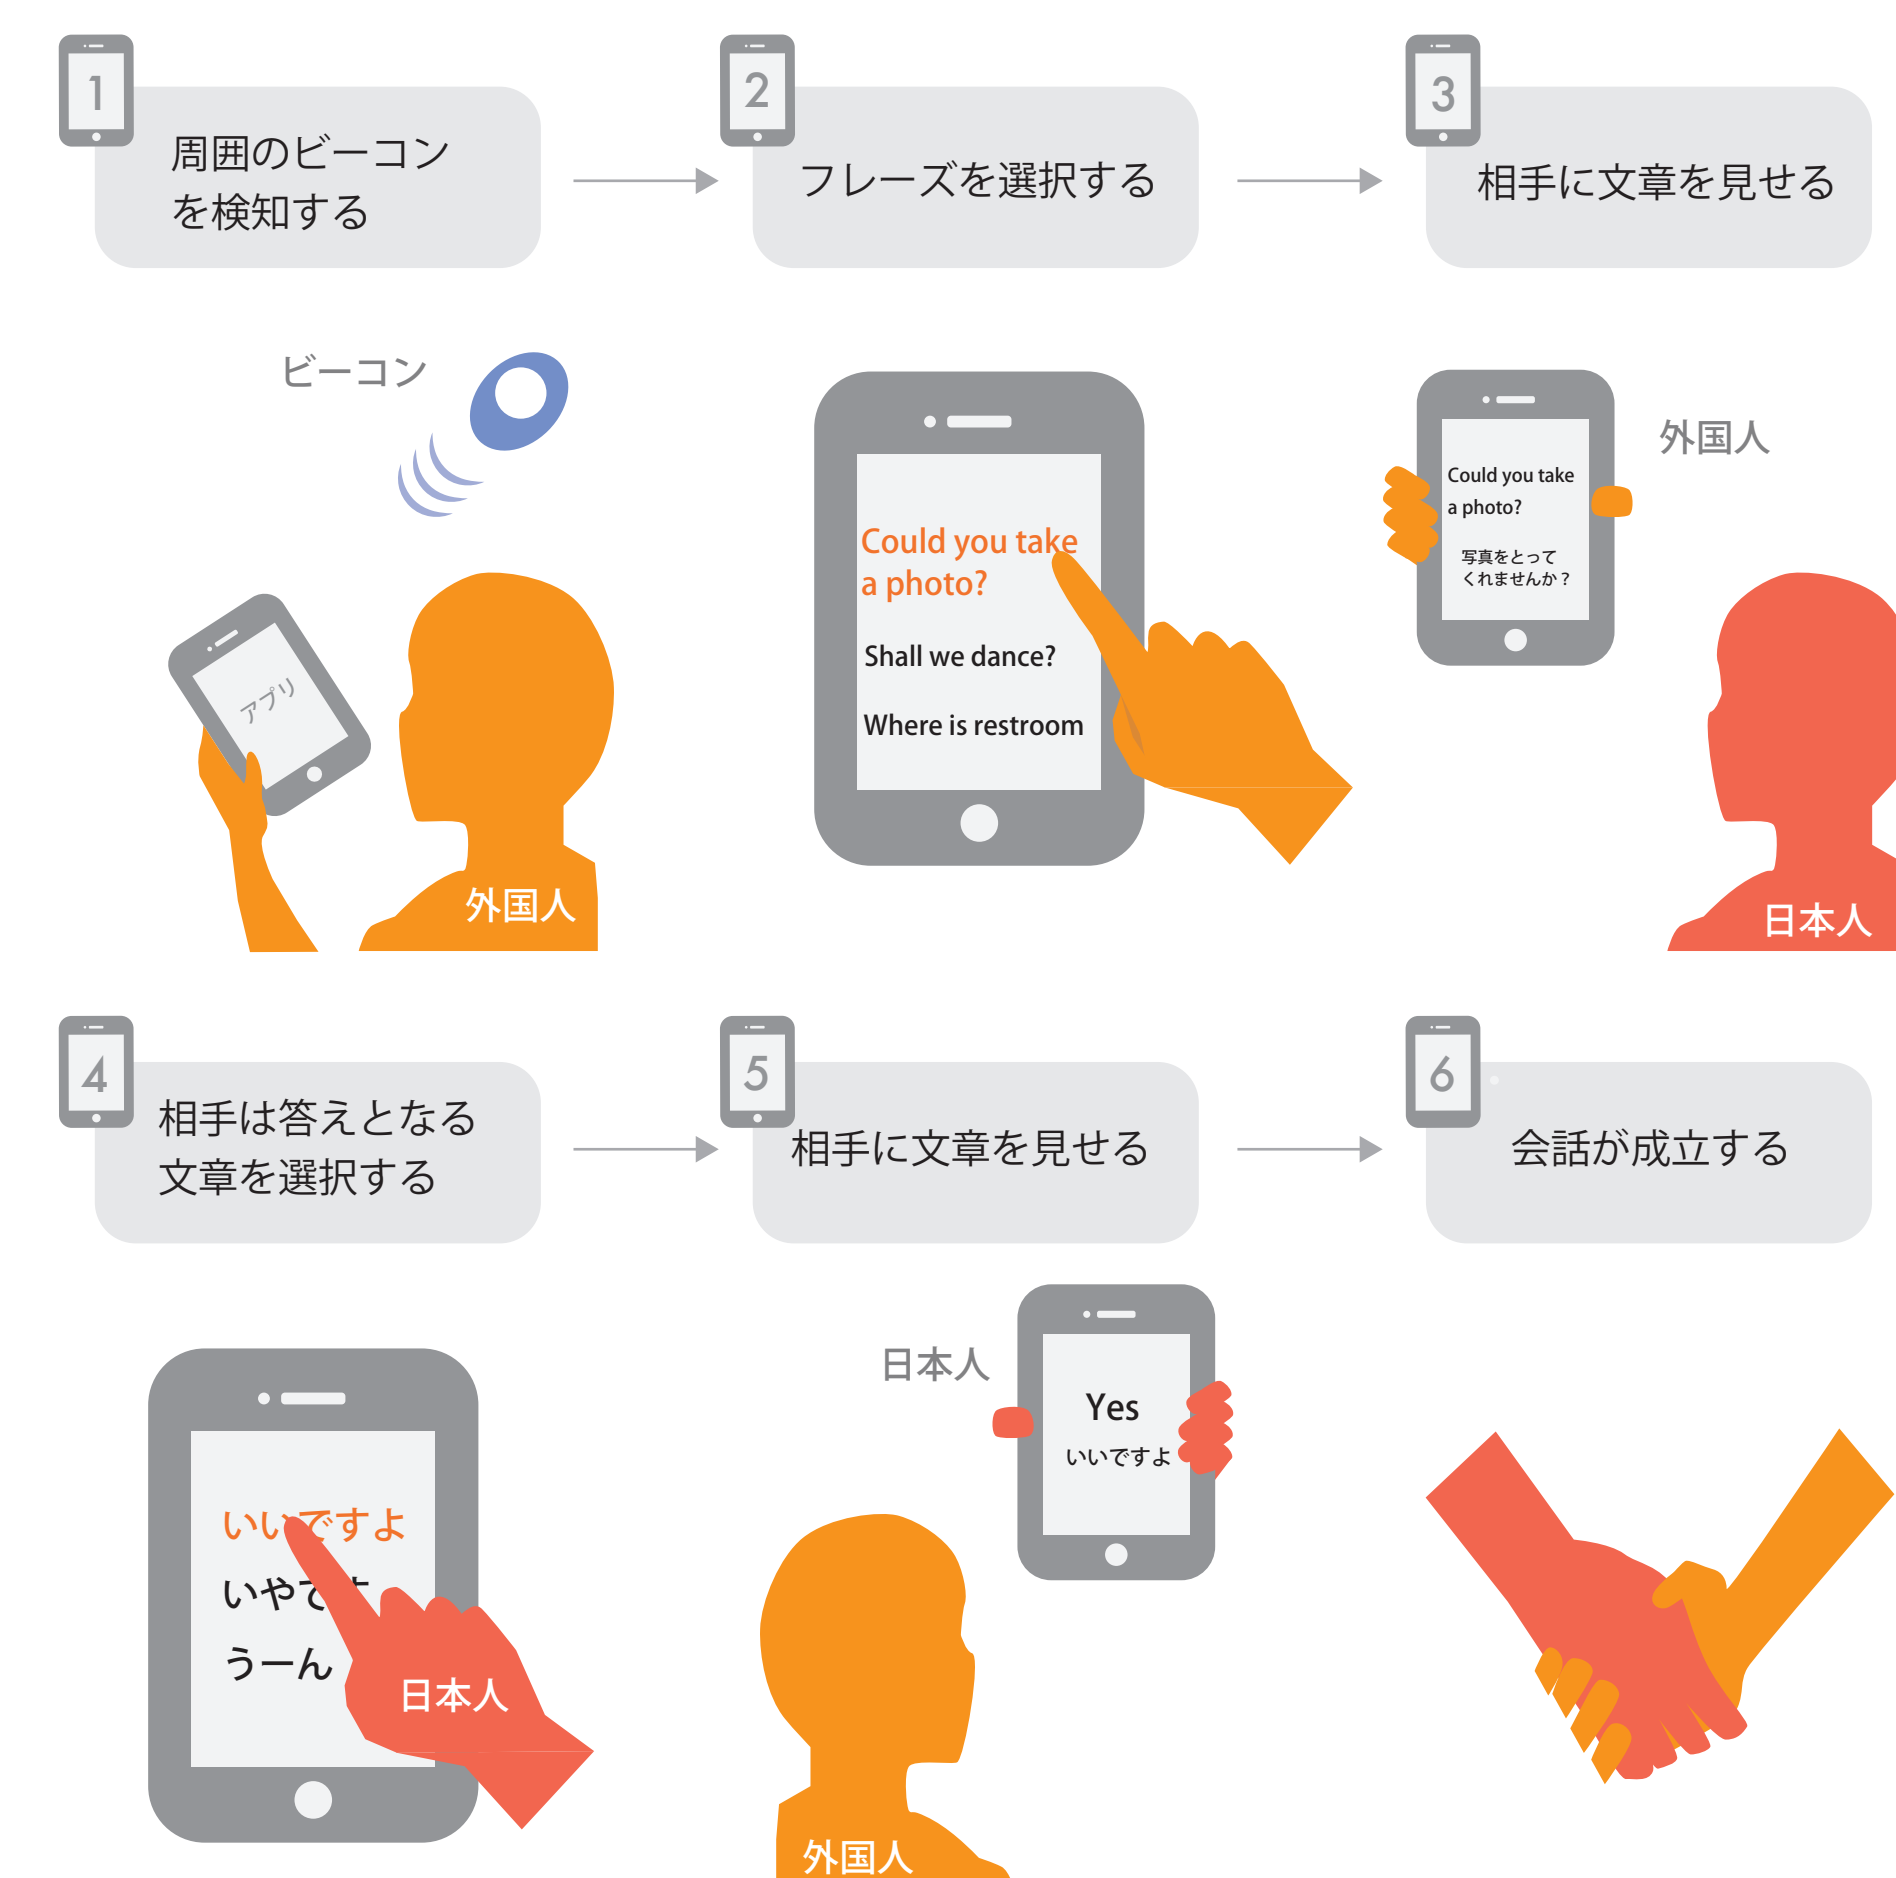 1
周囲のビーコン
を検知する
2
フレーズを選択する
3
相手に文章を見せる
ビーコン
アプリ
外国人
Could you take
a photo?
Shall we dance?
Where is restroom
外国人
Could you take
a photo?
写真をとって
くれませんか？
日本人
4
相手は答えとなる
文章を選択する
5
相手に文章を見せる
6
会話が成立する
いいですよ
いやです
うーん
日本人
日本人
Yes
いいですよ
外国人